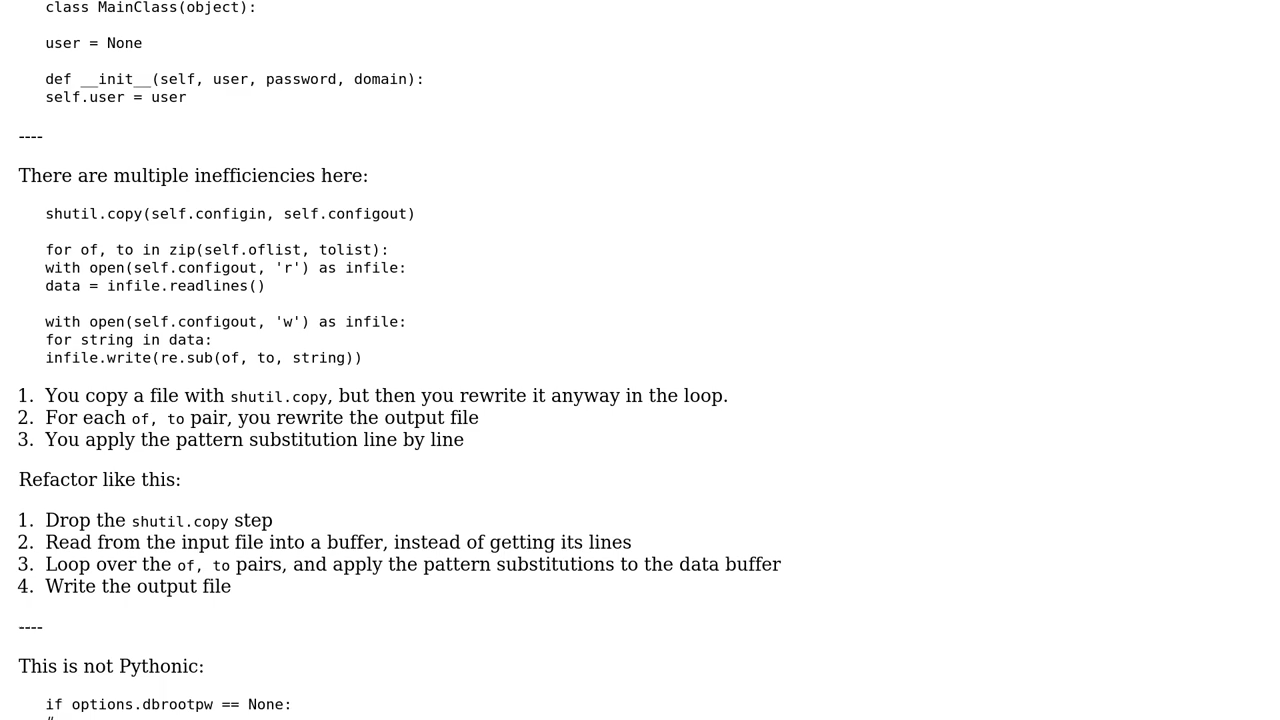 class MainClass(object):
user = None
def __init__(self, user, password, domain):
self.user = user
----
There are multiple inefficiencies here:
shutil.copy(self.configin, self.configout)
for of, to in zip(self.oflist, tolist):
with open(self.configout, 'r') as infile:
data = infile.readlines()
with open(self.configout, 'w') as infile:
for string in data:
infile.write(re.sub(of, to, string))
1. You copy a file with shutil.copy, but then you rewrite it anyway in the loop.
2. For each of, to pair, you rewrite the output file
3. You apply the pattern substitution line by line
Refactor like this:
1. Drop the shutil.copy step
2. Read from the input file into a buffer, instead of getting its lines
3. Loop over the of, to pairs, and apply the pattern substitutions to the data buffer
4. Write the output file
----
This is not Pythonic:
if options.dbrootpw == None: